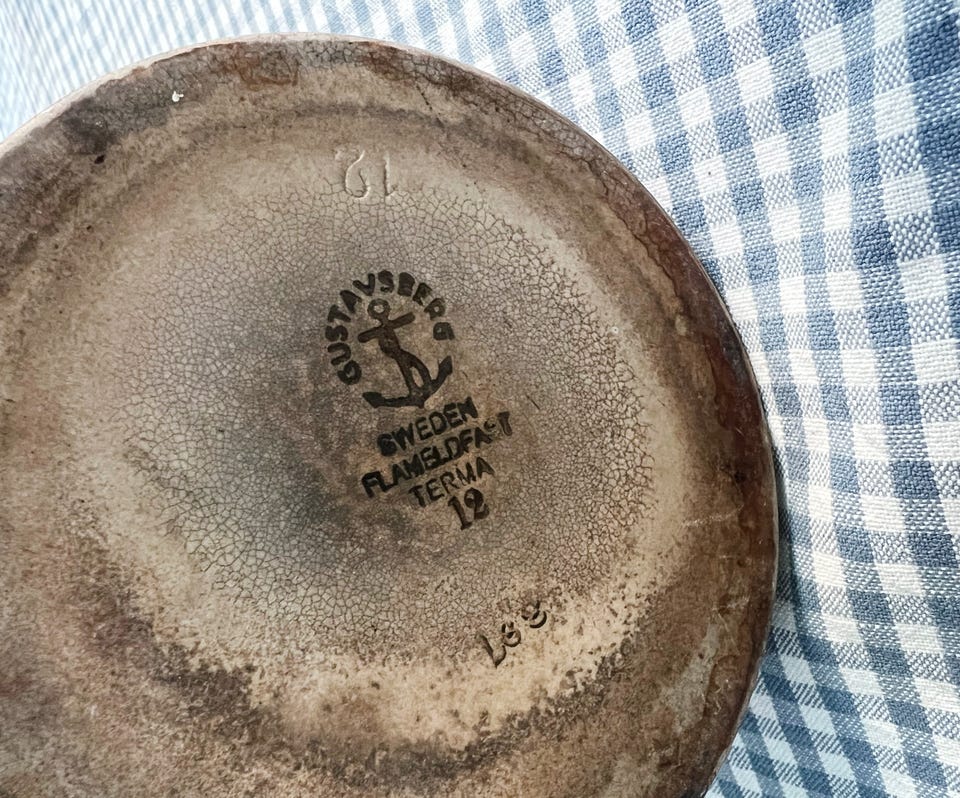 12
GUSTAVSBERG
SWEDEN
FLAMELDFAST
TERMA
12